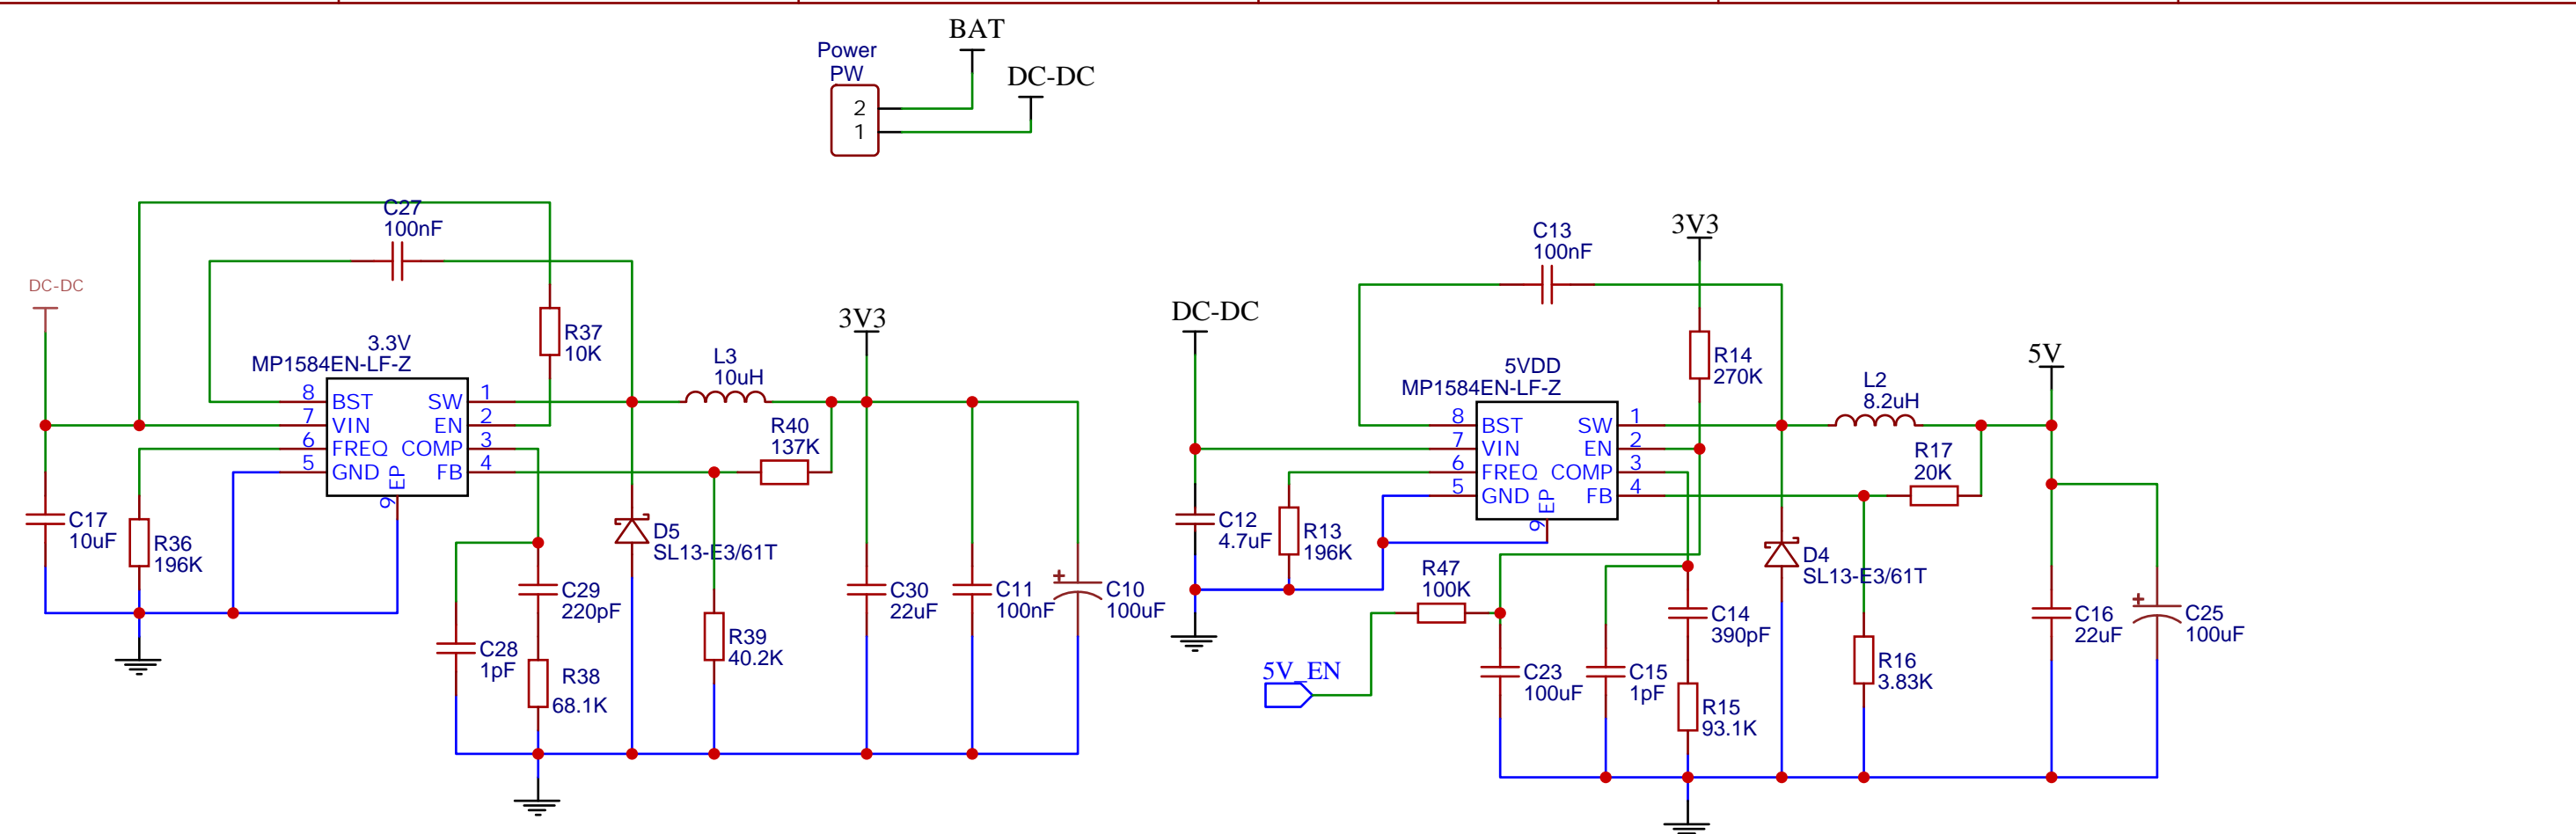 BAT
Power
PW
DC-DC
2
1
C27
100nF
DC-DC
R37
10K
3V3
3.3V
MP1584EN-LF-Z
L3
10uH
8 BST SW 1
7 VIN EN 2
6 FREQ COMP 3
5 GND FB 4
EP
9
R40
137K
C17
10uF
R36
196K
D5
SL13-E3/61T
C29
220pF
C28
1pF
R38
68.1K
R39
40.2K
C30
22uF
C11
100nF
+
C10
100uF
C13
100nF
3V3
DC-DC
R14
270K
5VDD
MP1584EN-LF-Z
L2
8.2uH
5V
8 BST SW 1
7 VIN EN 2
6 FREQ COMP 3
5 GND FB 4
EP
9
R17
20K
C12
4.7uF
R13
196K
R47
100K
D4
SL13-E3/61T
5V_EN
C23
100uF
C15
1pF
C14
390pF
R15
93.1K
R16
3.83K
C16
22uF
+
C25
100uF